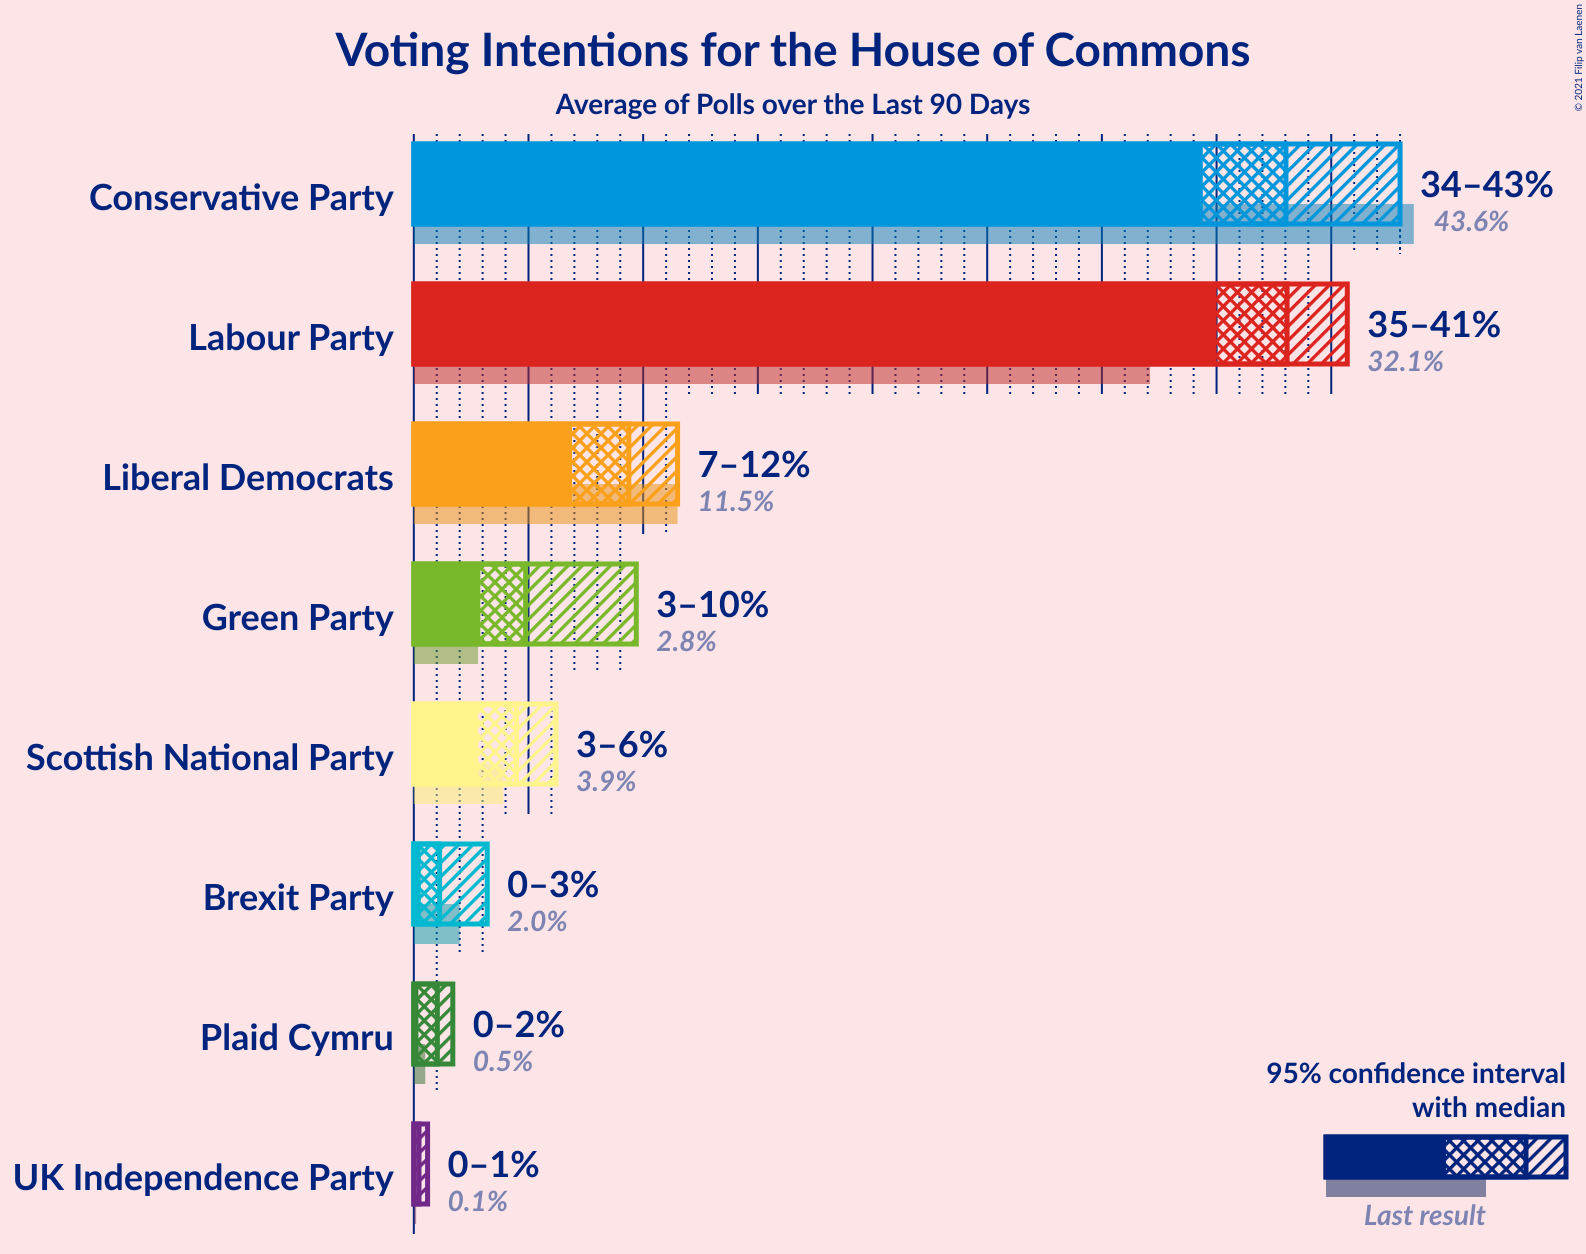 Voting Intentions for the House of Commons
Average of Polls over the Last 90 Days
© 2021 Filip van Laenen
Conservative Party
34–43%
43.6%
Labour Party
35–41%
32.1%
Liberal Democrats
7–12%
11.5%
Green Party
3–10%
2.8%
Scottish National Party
3–6%
3.9%
Brexit Party
0–3%
2.0%
Plaid Cymru
0–2%
0.5%
UK Independence Party
0–1%
0.1%
95% confidence interval
with median
Last result